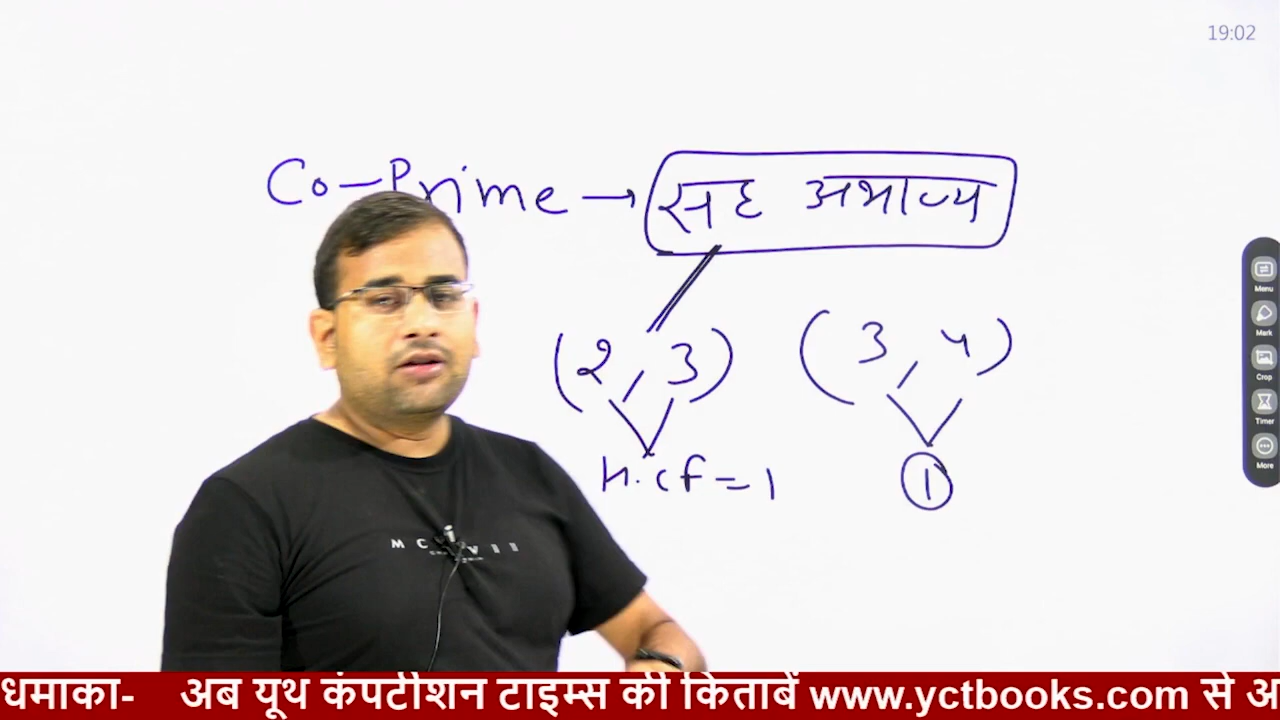 19:02
Co-Prime → सह अभाज्य
(2, 3) (3, 4)
H.cf = 1 1
Menu
Mark
Crop
Timer
More
धमाका- अब यूथ कंपटीशन टाइम्स की किताबें www.yctbooks.com से अ